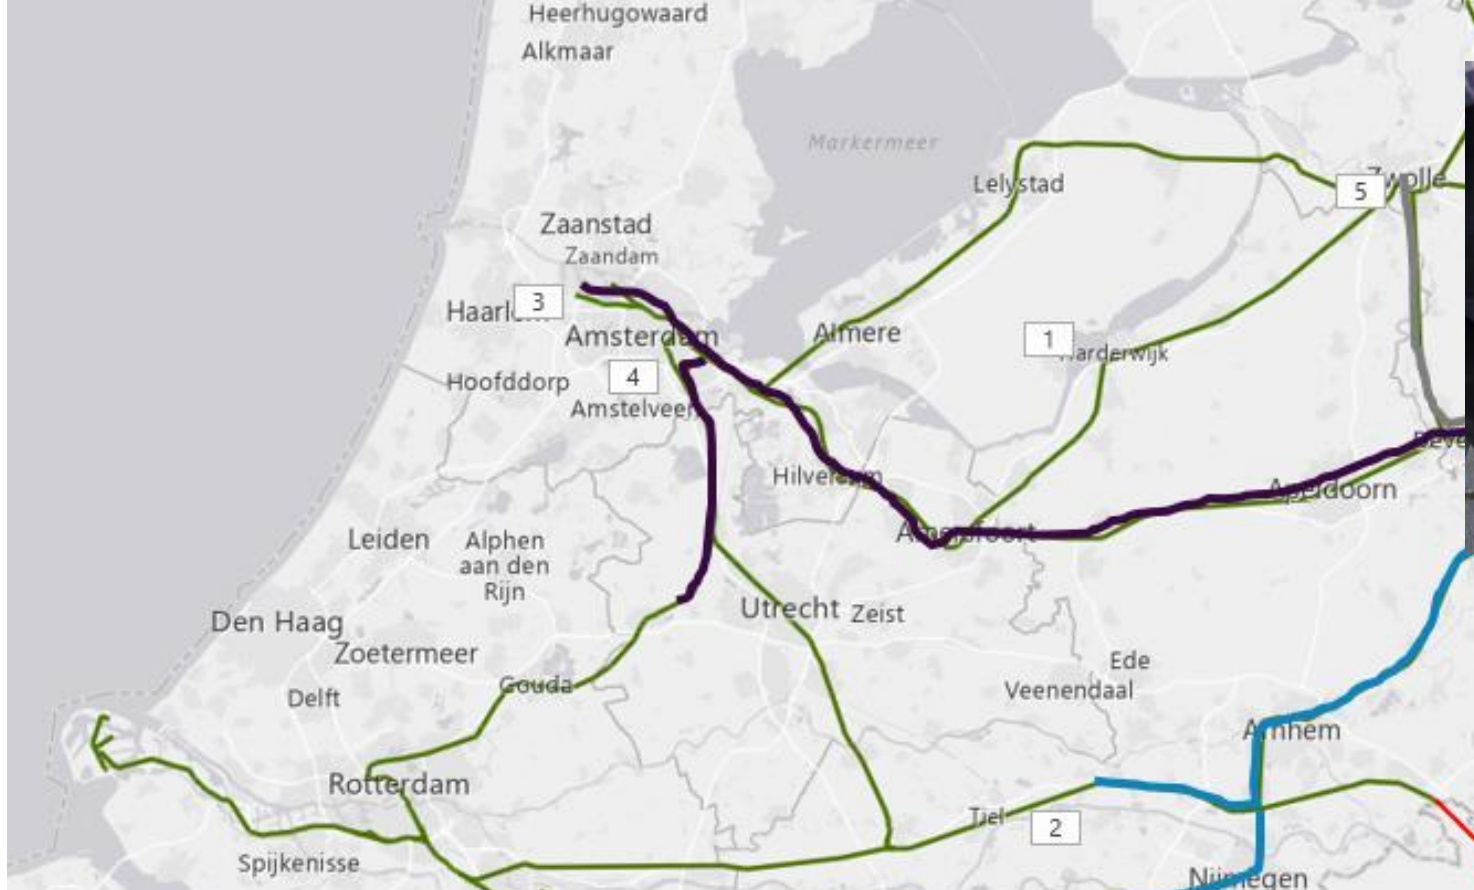 Heerhugowaard
Alkmaar
Markermeer
Lelystad
5
Zwolle
Zaanstad
Zaandam
3
Haarlem
Amsterdam
Almere
1
Harderwijk
4
Hoofddorp
Amstelveen
Hilversum
Apeldoorn
Amersfoort
Leiden
Alphen
aan den
Rijn
Den Haag
Utrecht
Zeist
Zoetermeer
Ede
Gouda
Veenendaal
Delft
Arnhem
Rotterdam
Tiel
2
Spijkenisse
Nijmegen